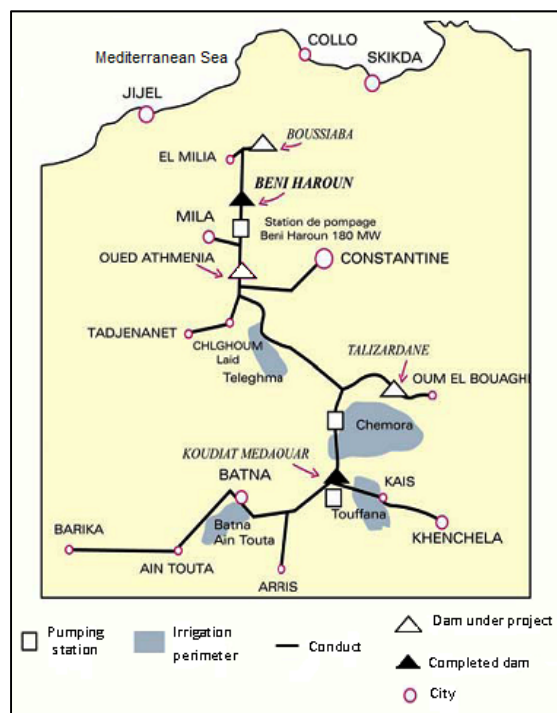 COLLO
Mediterranean Sea
SKIKDA
JIJEL
BOUSSIABA
EL MILIA
BENI HAROUN
MILA
Station de pompage
Beni Haroun 180 MW
OUED ATHMENIA
CONSTANTINE
TADJENANET
CHLGHOUM
Laid
Teleghma
TALIZARDANE
OUM EL BOUAGHI
Chemora
KOUDIAT MEDAOUAR
BATNA
KAIS
Batna
Ain Touta
Touffana
BARIKA
KHENCHELA
AIN TOUTA
ARRIS
Pumping
station
Irrigation
perimeter
Conduct
Dam under project
Completed dam
City